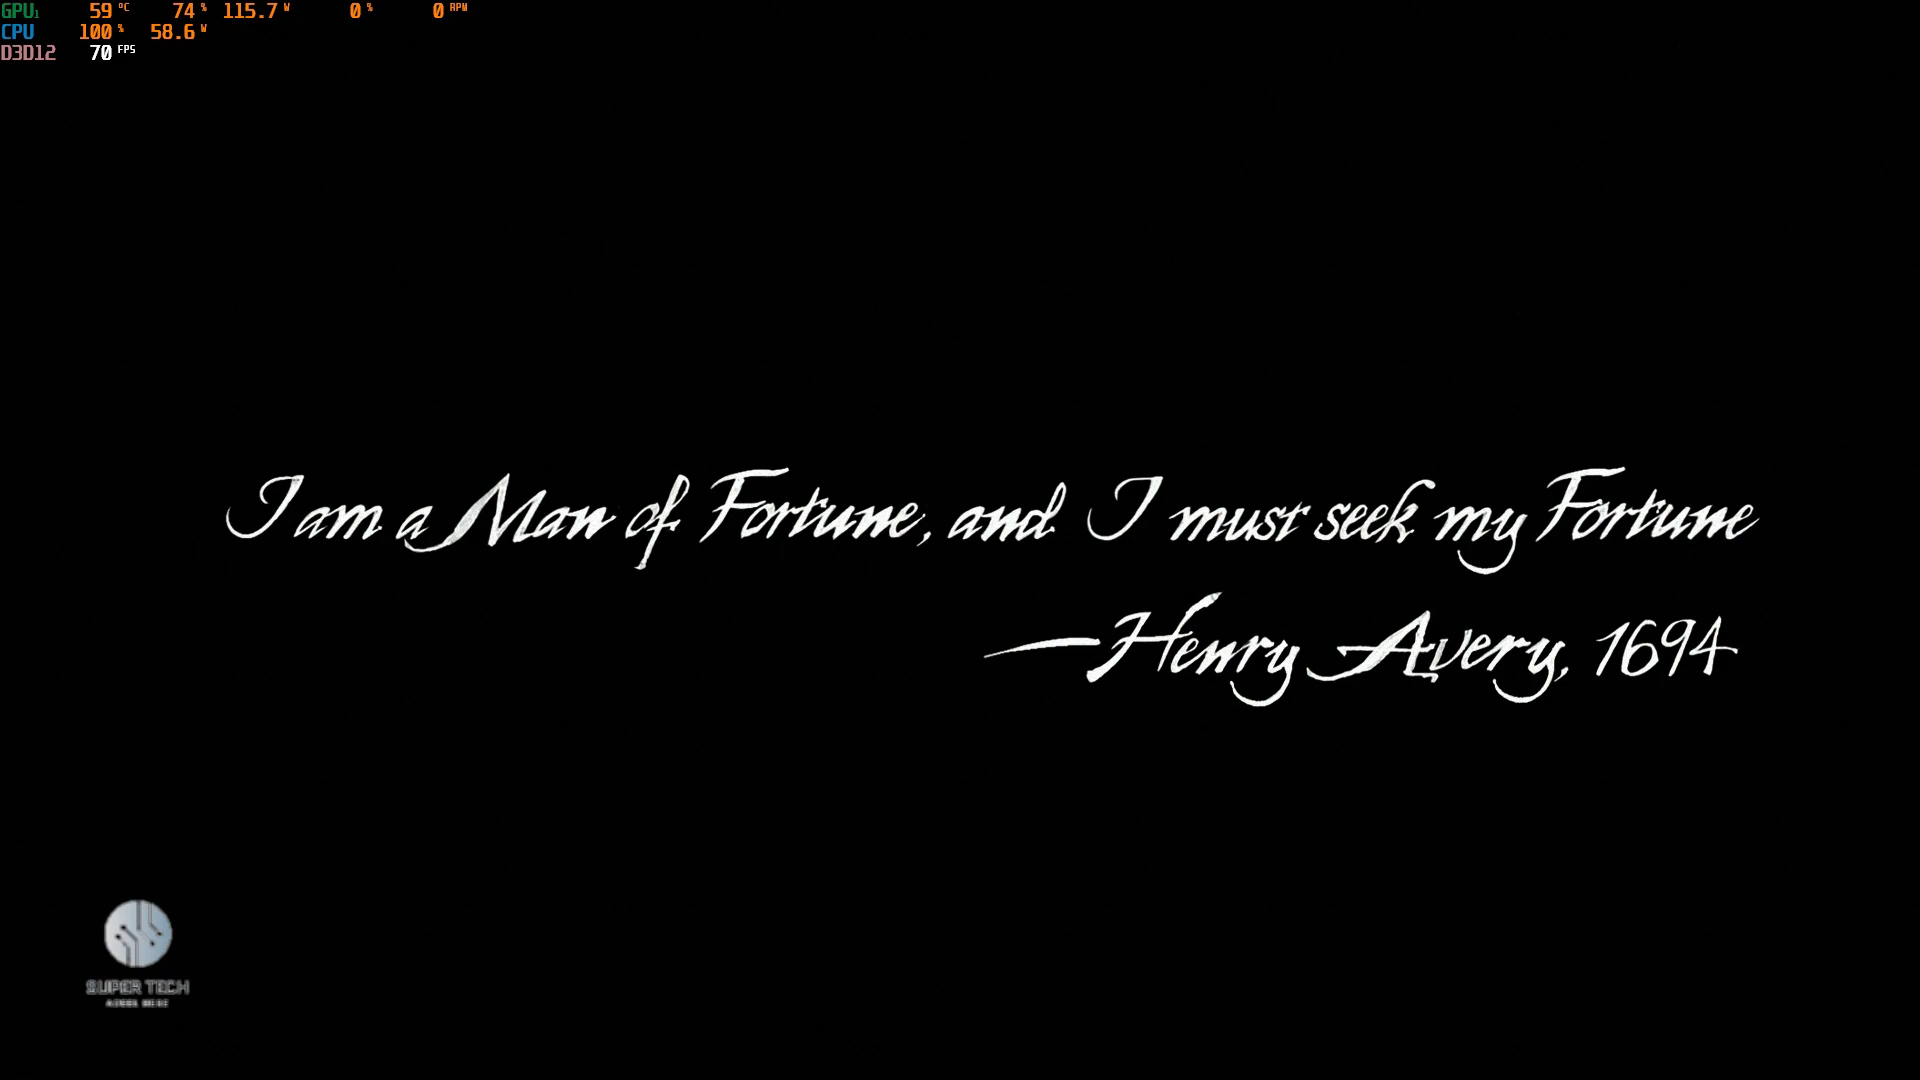 GPU1 59 °C 74 % 115.7 W 0 % 0 RPM
CPU 100 % 58.6 W
D3D12 70 FPS
I am a Man of Fortune, and I must seek my Fortune
—Henry Avery, 1694
SUPER TECH